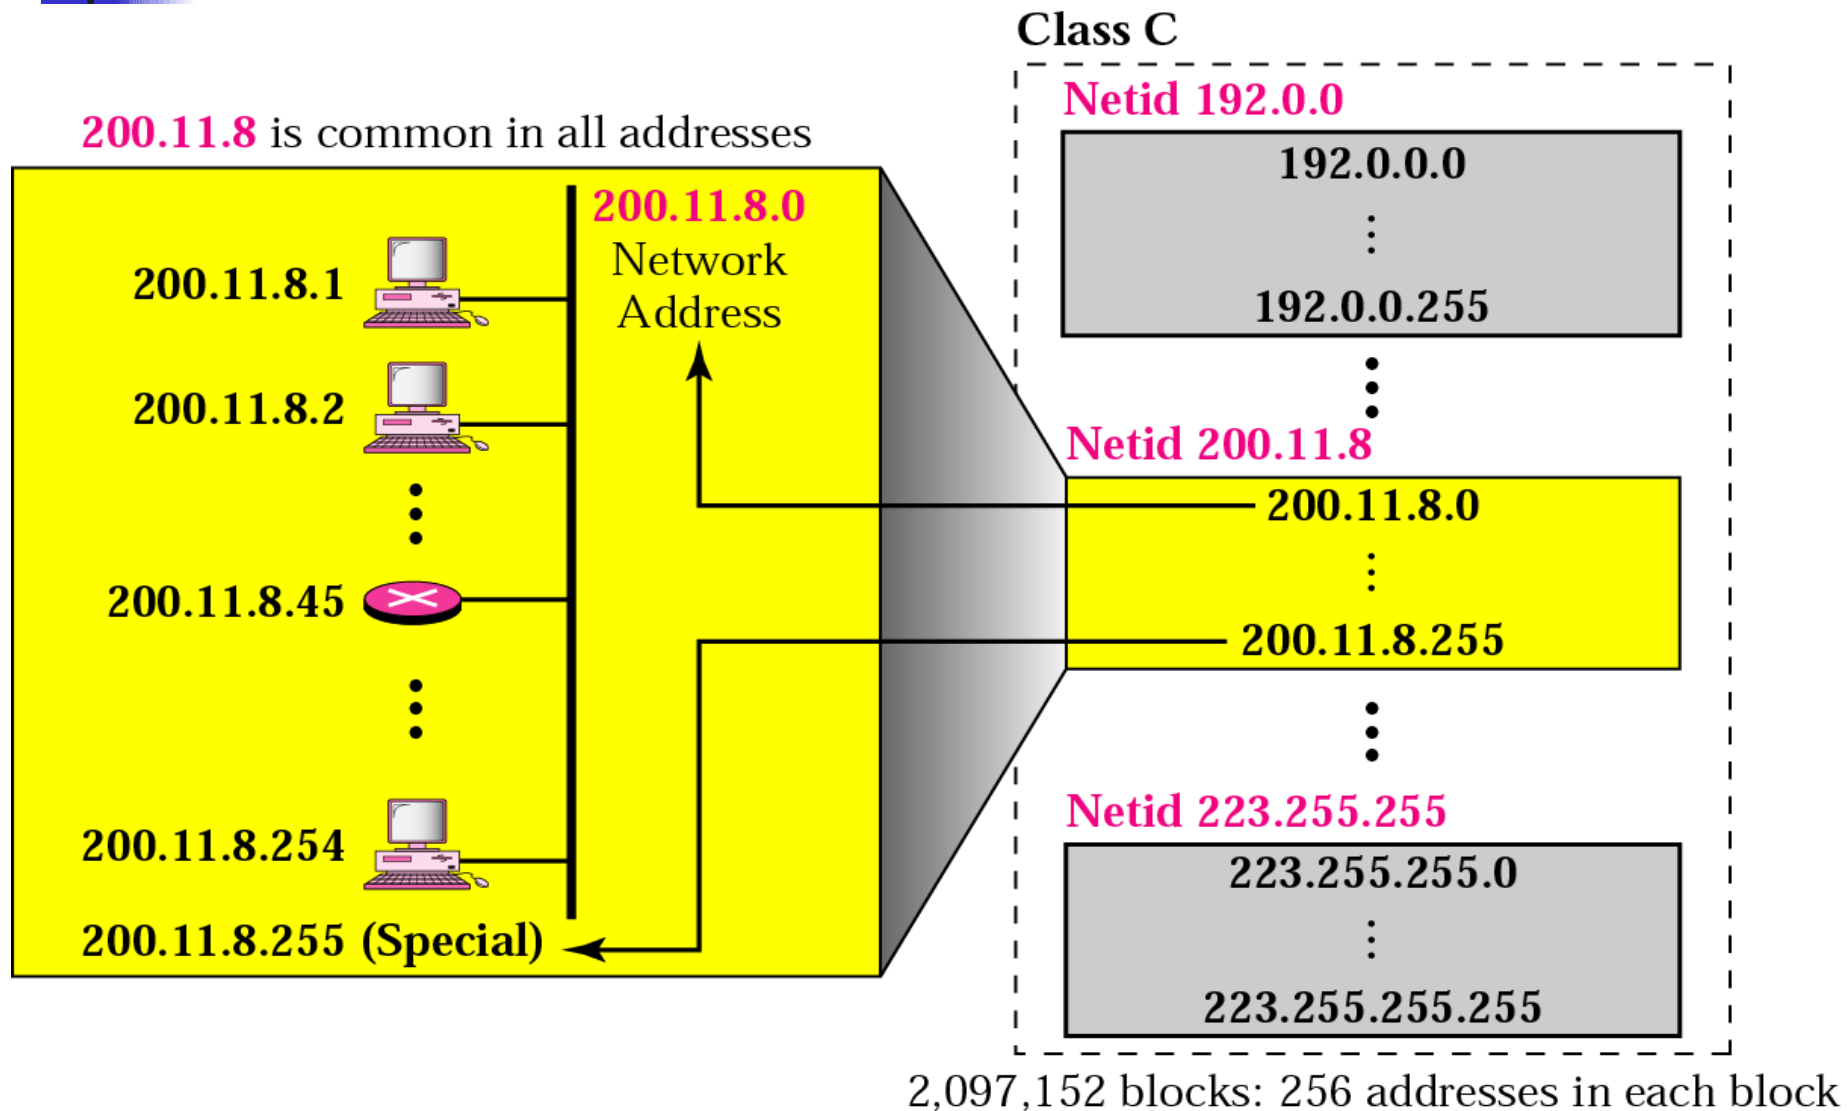 Class C
200.11.8 is common in all addresses
200.11.8.0
Network
Address
200.11.8.1
200.11.8.2
200.11.8.45
200.11.8.254
200.11.8.255 (Special)
Netid 192.0.0
192.0.0.0
192.0.0.255
Netid 200.11.8
200.11.8.0
200.11.8.255
Netid 223.255.255
223.255.255.0
223.255.255.255
2,097,152 blocks: 256 addresses in each block